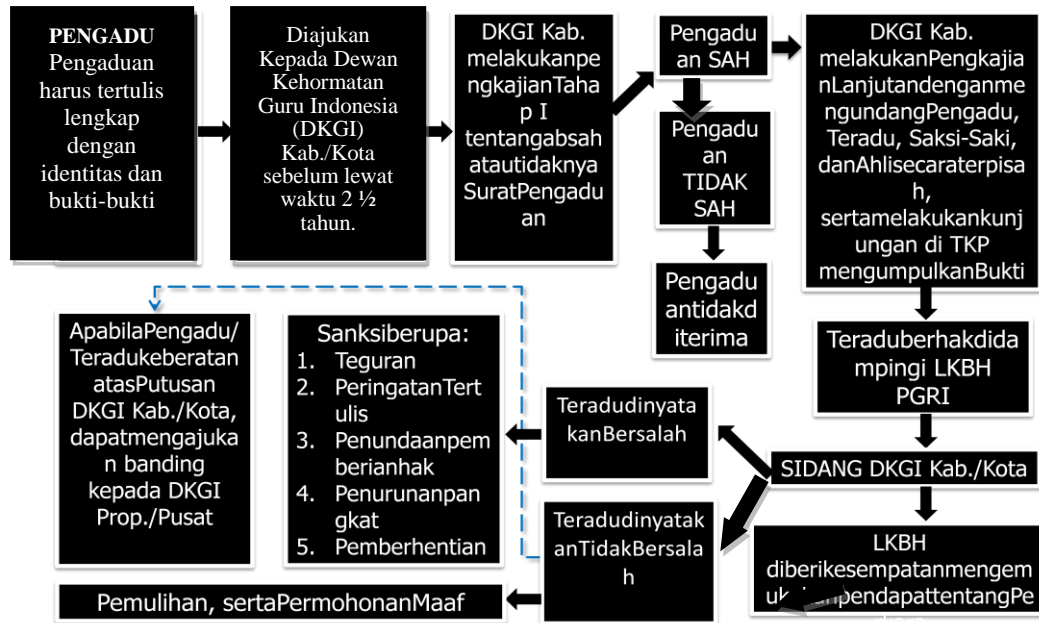 PENGADU
Pengaduan
harus tertulis
lengkap
dengan
identitas dan
bukti-bukti
Diajukan
Kepada Dewan
Kehormatan
Guru Indonesia
(DKGI)
Kab./Kota
sebelum lewat
waktu 2 ½
tahun.
DKGI Kab.
melakukanpe
ngkajianTaha
p I
tentangabsah
atautidaknya
SuratPengadu
an
Pengadu
an SAH
Pengadu
an
TIDAK
SAH
Pengadu
antidakd
iterima
DKGI Kab.
melakukanPengkajia
nLanjutandenganme
ngundangPengadu,
Teradu, Saksi-Saki,
danAhlisecaraterpisa
h,
sertamelakukankunj
ungan di TKP
mengumpulkanBukti
Teraduberhakdida
mpingi LKBH
PGRI
SIDANG DKGI Kab./Kota
LKBH
diberikesempatanmengem
Teradudinyata
kanBersalah
Teradudinyatak
anTidakBersala
h
Sanksiberupa:
1. Teguran
2. PeringatanTert
ulis
3. Penundaanpem
berianhak
4. Penurunanpan
gkat
5. Pemberhentian
ApabilaPengadu/
Teradukeberatan
atasPutusan
DKGI Kab./Kota,
dapatmengajuka
n banding
kepada DKGI
Prop./Pusat
Pemulihan, sertaPermohonanMaaf